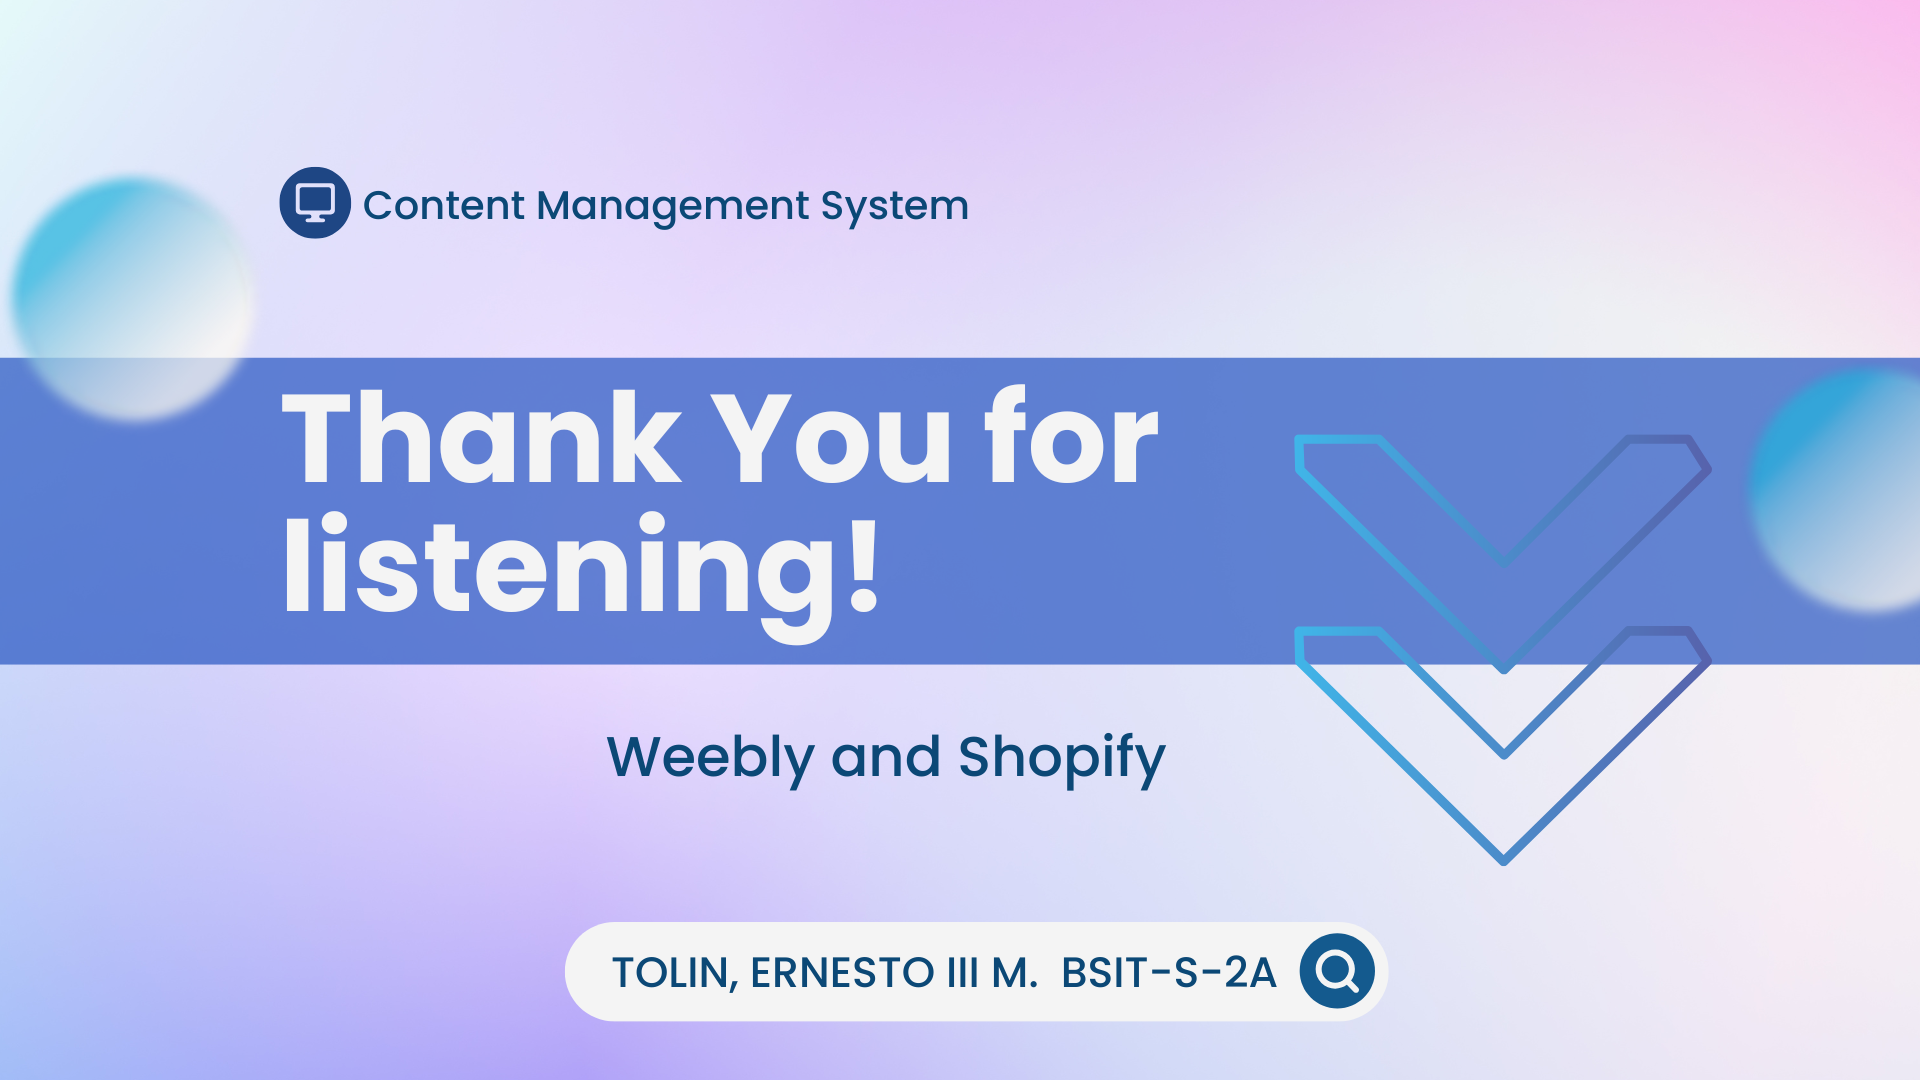 Content Management System
Thank You for
listening!
Weebly and Shopify
TOLIN, ERNESTO III M.  BSIT-S-2A